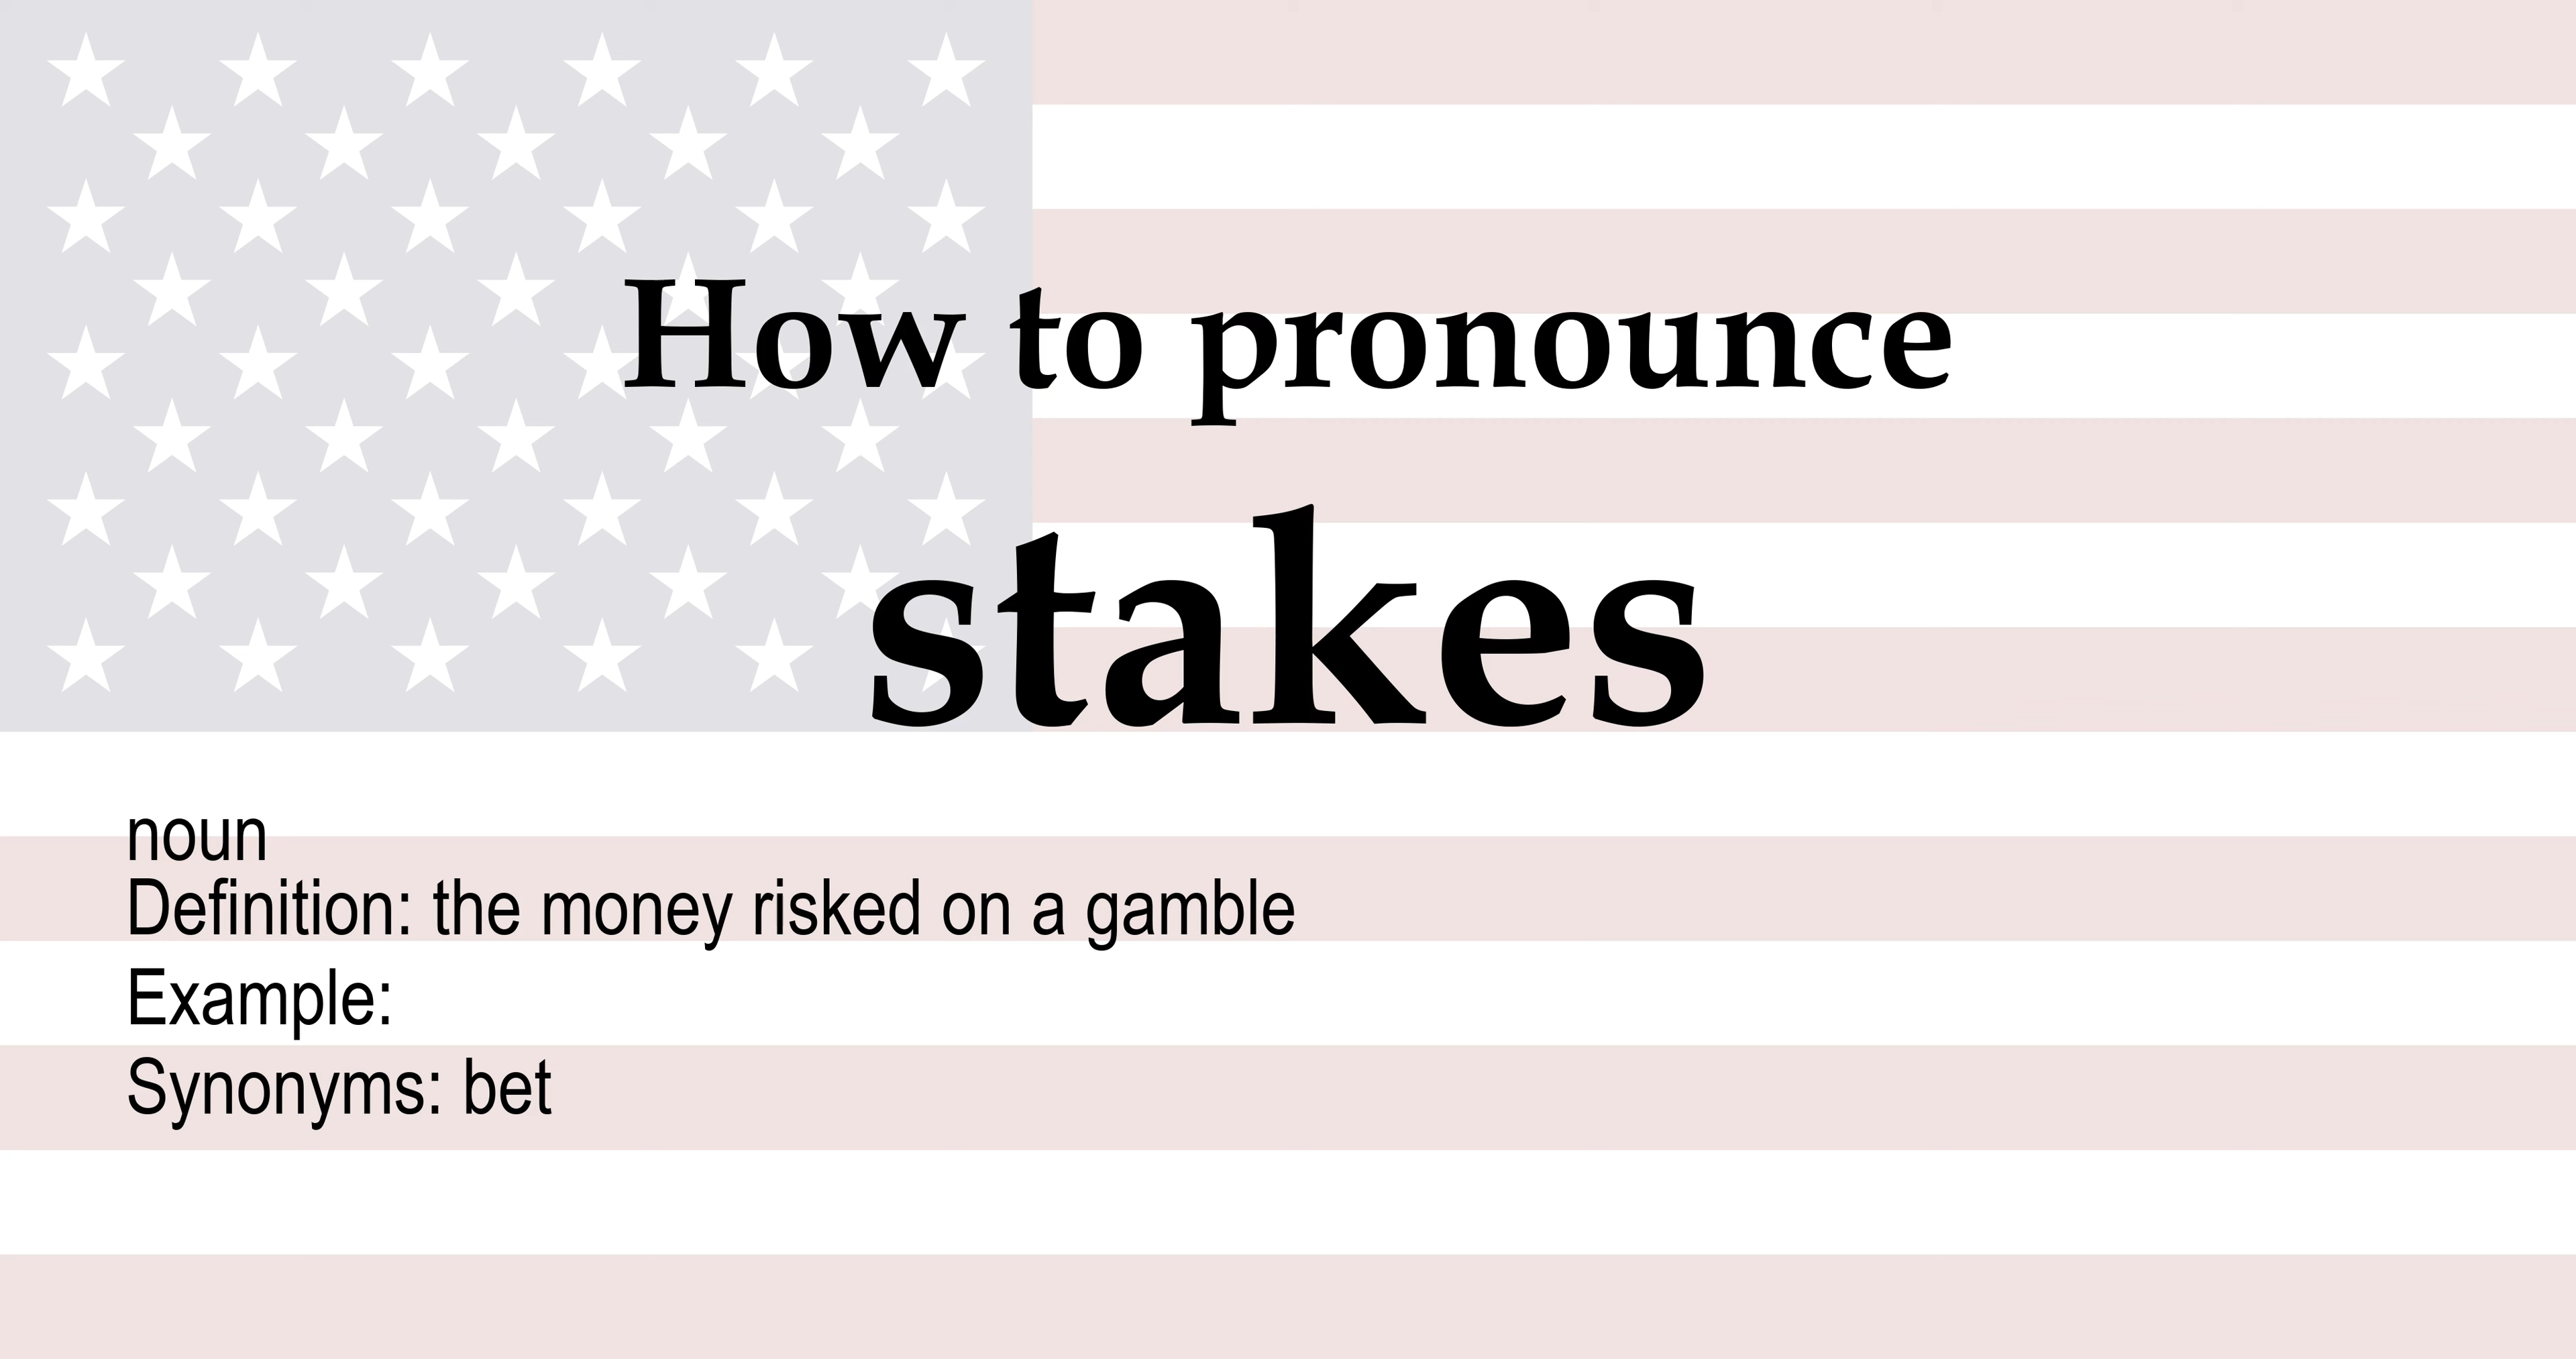 How to pronounce
stakes
noun
Definition: the money risked on a gamble
Example:
Synonyms: bet